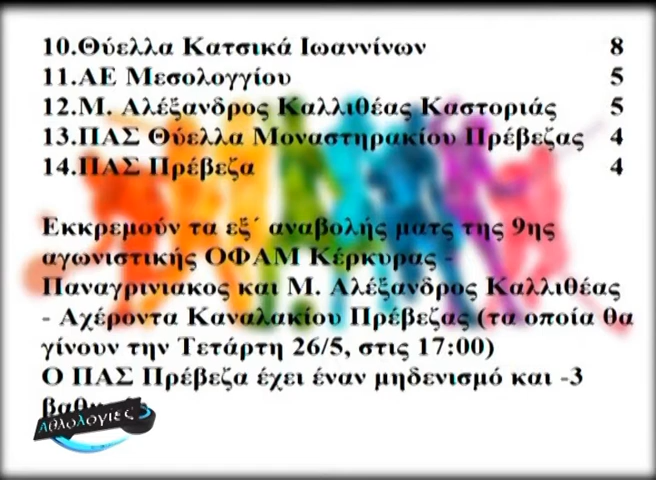 10.Θύελλα Κατσικά Ιωαννίνων 8
11.ΑΕ Μεσολογγίου 5
12.Μ. Αλέξανδρος Καλλιθέας Καστοριάς 5
13.ΠΑΣ Θύελλα Μοναστηρακίου Πρέβεζας 4
14.ΠΑΣ Πρέβεζα 4
Εκκρεμούν τα εξ΄ αναβολής ματς της 9ης
αγωνιστικής ΟΦΑΜ Κέρκυρας -
Παναγρινιακος και Μ. Αλέξανδρος Καλλιθέας
- Αχέροντα Καναλακίου Πρέβεζας (τα οποία θα
γίνουν την Τετάρτη 26/5, στις 17:00)
Ο ΠΑΣ Πρέβεζα έχει έναν μηδενισμό και -3
Αθλολογίες